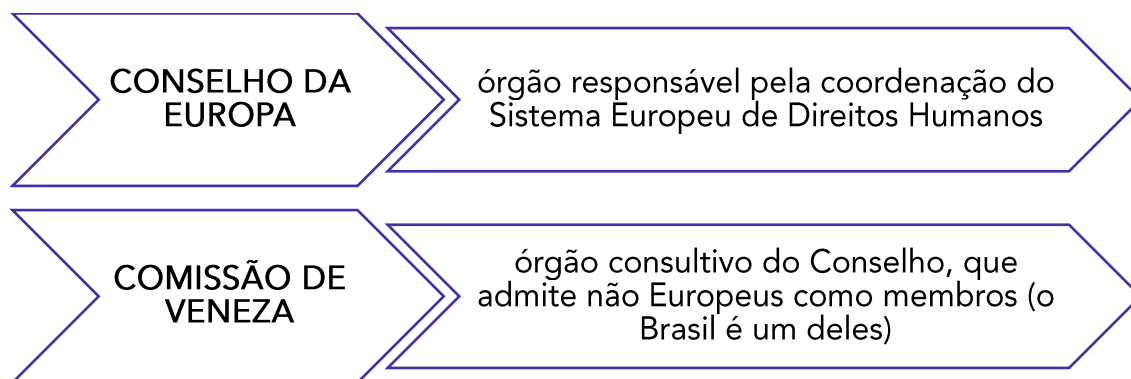 CONSELHO DA
EUROPA
órgão responsável pela coordenação do
Sistema Europeu de Direitos Humanos
COMISSÃO DE
VENEZA
órgão consultivo do Conselho, que
admite não Europeus como membros (o
Brasil é um deles)